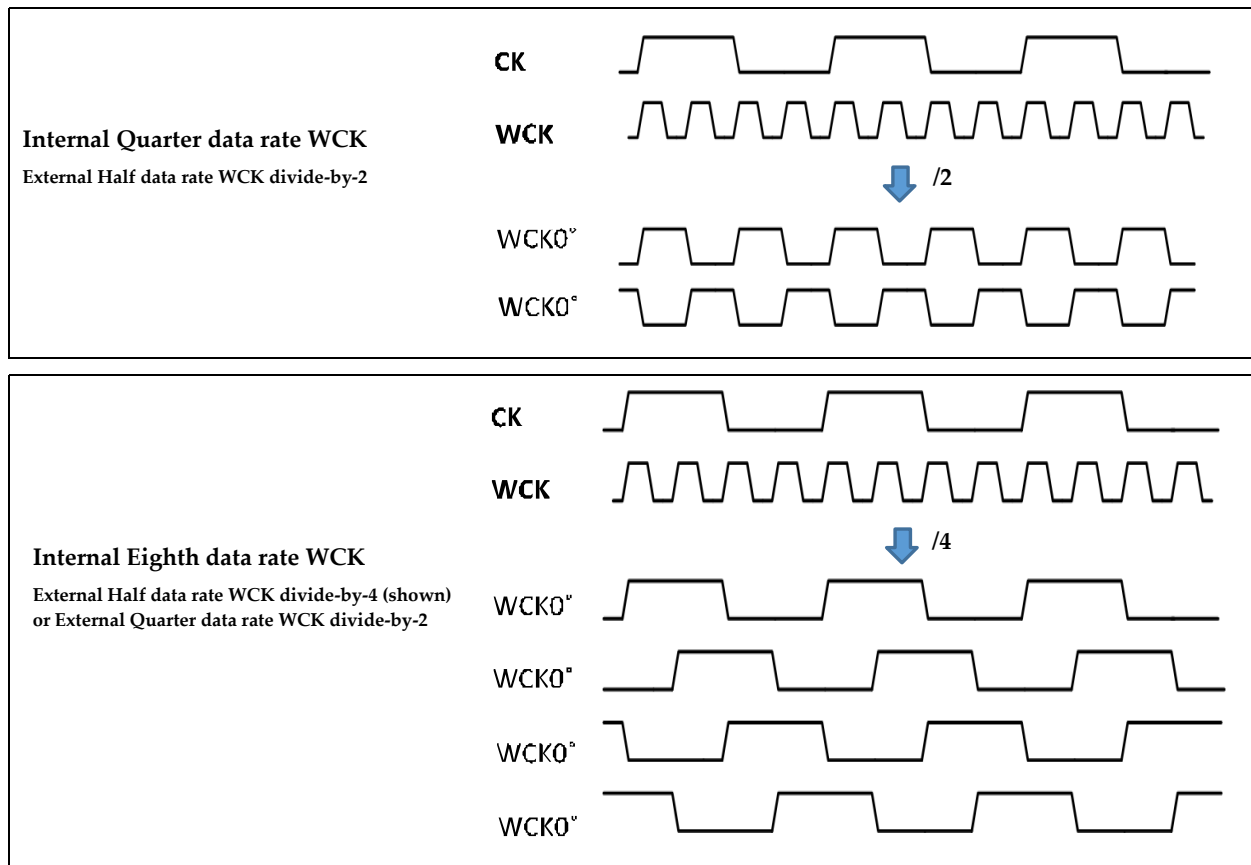 CK
WCK
Internal Quarter data rate WCK
External Half data rate WCK divide-by-2
/2
WCK0°
WCK0°
CK
WCK
/4
Internal Eighth data rate WCK
External Half data rate WCK divide-by-4 (shown)
or External Quarter data rate WCK divide-by-2
WCK0°
WCK0°
WCK0°
WCK0°